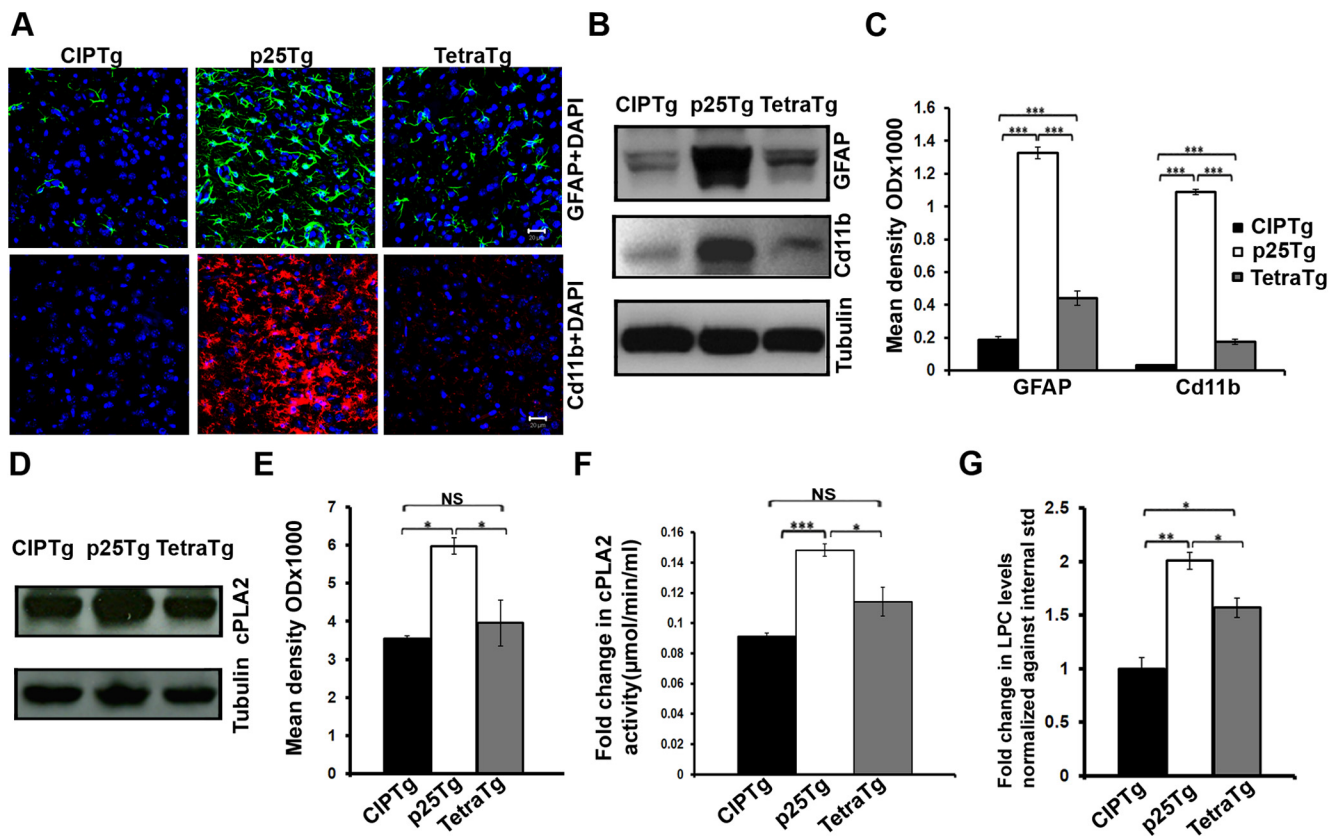 A
CIPTg p25Tg TetraTg
GFAP+DAPI
20 µm
Cd11b+DAPI
20 µm
B
CIPTg p25Tg TetraTg
GFAP
Cd11b
Tubulin
C
Mean density ODx1000
1.6
1.4
1.2
1
0.8
0.6
0.4
0.2
0
***
*** ***
***
*** ***
GFAP Cd11b
CIPTg
p25Tg
TetraTg
D
CIPTg p25Tg TetraTg
cPLA2
Tubulin
E
Mean density ODx1000
7
6
5
4
3
2
1
0
NS
* *
CIPTg p25Tg TetraTg
F
Fold change in cPLA2
activity(µmol/min/ml)
0.16
0.14
0.12
0.1
0.08
0.06
0.04
0.02
0
NS
*** *
CIPTg p25Tg TetraTg
G
Fold change in LPC levels
normalized against internal std
2.5
2
1.5
1
0.5
0
*
** *
CIPTg p25Tg TetraTg